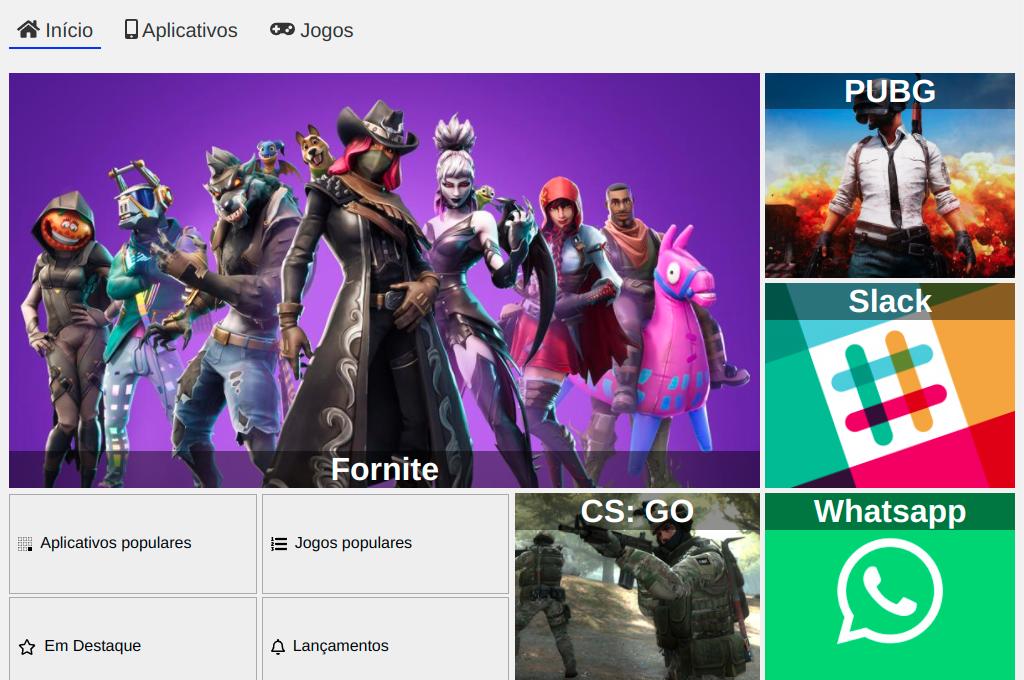 Início
Aplicativos
Jogos
PUBG
Fornite
Slack
Aplicativos populares
Jogos populares
CS: GO
Whatsapp
Em Destaque
Lançamentos